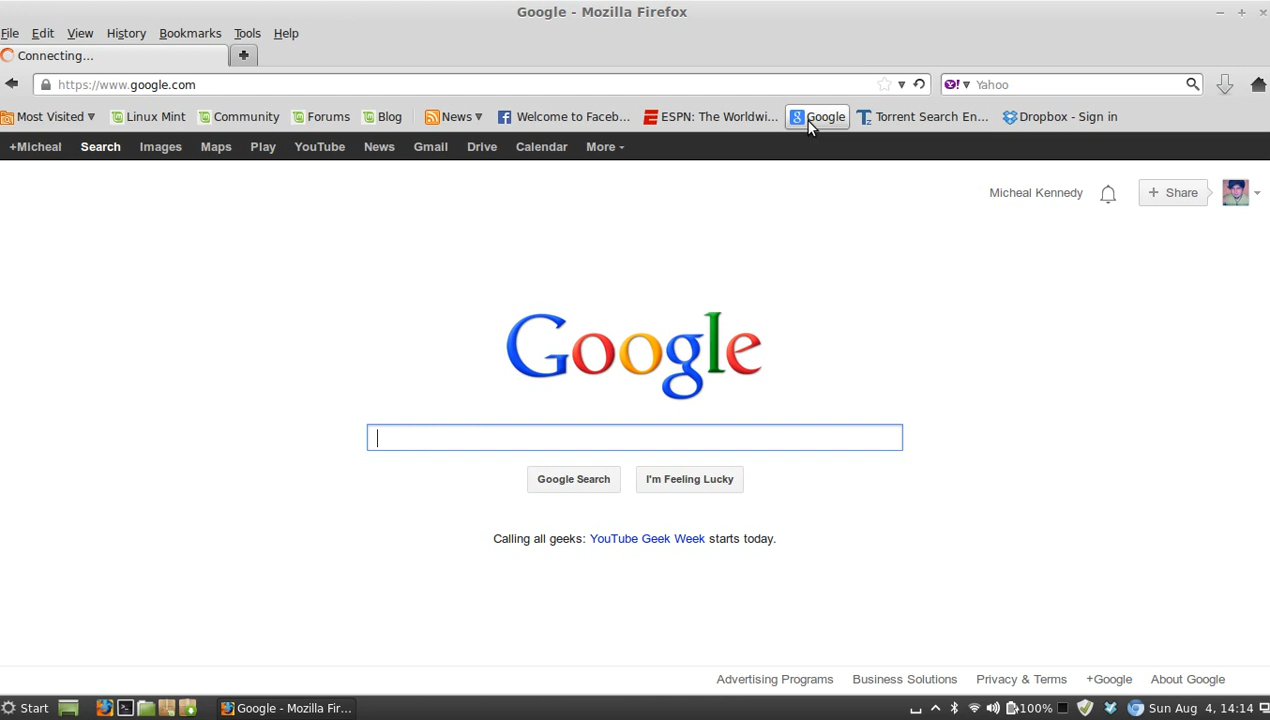 Google - Mozilla Firefox
File Edit View History Bookmarks Tools Help
Connecting...
https://www.google.com
Yahoo
Most Visited Linux Mint Community Forums Blog News Welcome to Faceb... ESPN: The Worldwi... Google Torrent Search En... Dropbox - Sign in
+Micheal Search Images Maps Play YouTube News Gmail Drive Calendar More
Micheal Kennedy + Share
Google
Google Search I'm Feeling Lucky
Calling all geeks: YouTube Geek Week starts today.
Advertising Programs Business Solutions Privacy & Terms +Google About Google
Start Google - Mozilla Fir... 100% Sun Aug 4, 14:14